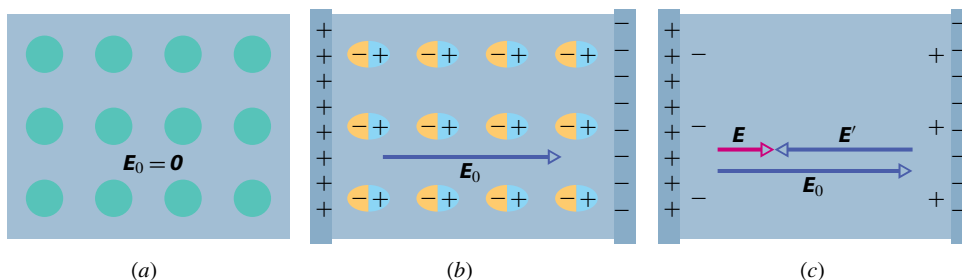 E₀ = 0
+ + + + + + + + + + +
− + − + − + − +
− + − + − + − +
E₀
− + − + − + − +
− − − − − − − −
+ + + + + + + + + + +
− +
− +
E E′
E₀
− +
− − − − − − − −
(a) (b) (c)